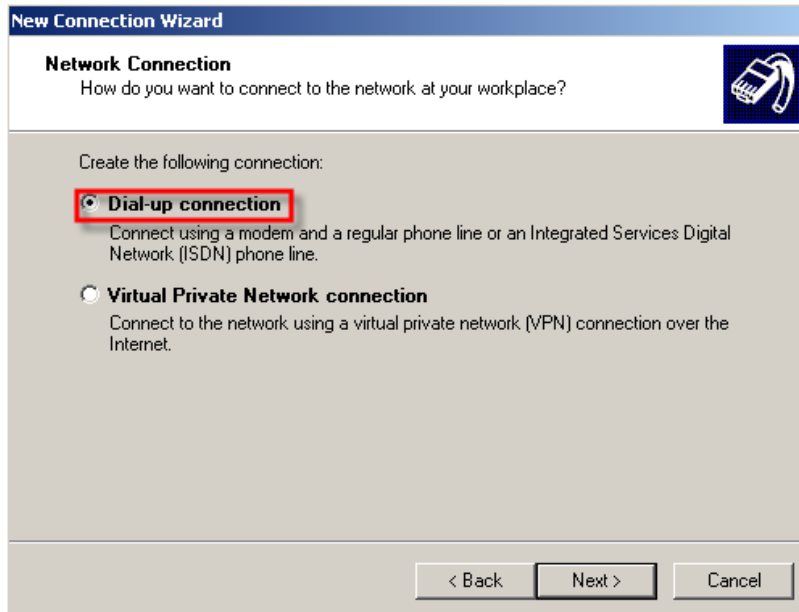 New Connection Wizard
Network Connection
How do you want to connect to the network at your workplace?
Create the following connection:
Dial-up connection
Connect using a modem and a regular phone line or an Integrated Services Digital
Network (ISDN) phone line.
Virtual Private Network connection
Connect to the network using a virtual private network (VPN) connection over the
Internet.
< Back Next > Cancel